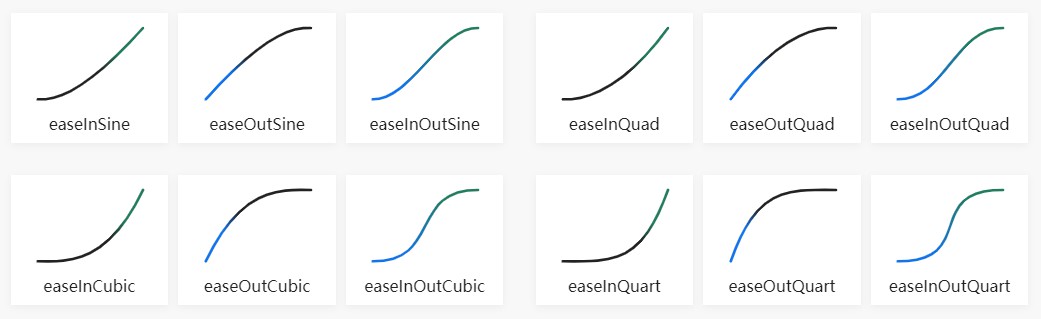 easeInSine
easeOutSine
easeInOutSine
easeInQuad
easeOutQuad
easeInOutQuad
easeInCubic
easeOutCubic
easeInOutCubic
easeInQuart
easeOutQuart
easeInOutQuart